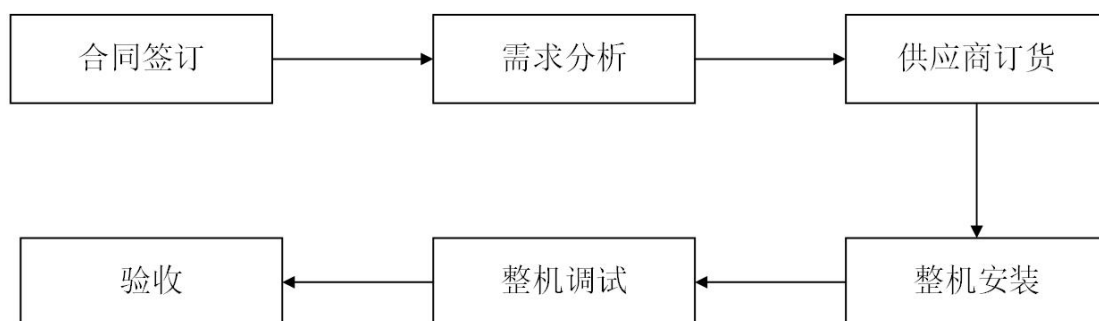 合同签订
需求分析
供应商订货
整机安装
整机调试
验收